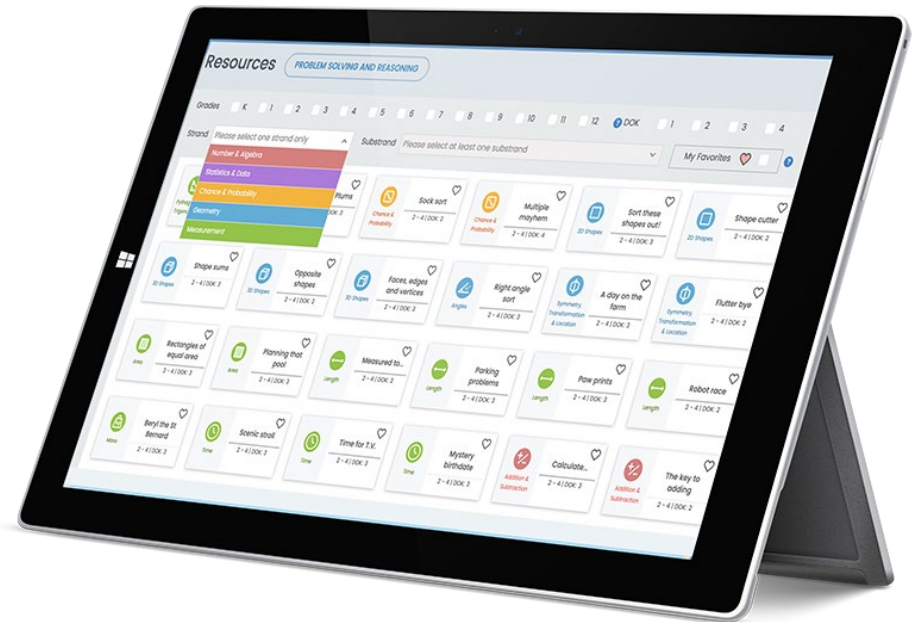 Resources
PROBLEM SOLVING AND REASONING
Grades K 1 2 3 4 5 6 7 8 9 10 11 12 DOK 1 2 3 4
Strand Please select one strand only
Substrand Please select at least one substrand
My Favorites
Number & Algebra
Statistics & Data
Chance & Probability
Geometry
Measurement
Plums
Chance &
Probability
Sock sort
2 - 4 | DOK: 2
Chance &
Probability
Multiple
mayhem
2 - 4 | DOK: 4
2D Shapes
Sort these
shapes out!
2 - 4 | DOK: 3
2D Shapes
Shape cutter
2 - 4 | DOK: 2
3D Shapes
Shape sums
2 - 4 | DOK: 3
3D Shapes
Opposite
shapes
2 - 4 | DOK: 2
3D Shapes
Faces, edges
and vertices
2 - 4 | DOK: 3
Angles
Right angle
sort
2 - 4 | DOK: 3
Symmetry,
Transformation
& Location
A day on the
farm
2 - 4 | DOK: 3
Symmetry,
Transformation
& Location
Flutter bye
2 - 4 | DOK: 2
Area
Rectangles of
equal area
2 - 4 | DOK: 3
Area
Planning that
pool
2 - 4 | DOK: 3
Length
Measured to...
2 - 4 | DOK: 2
Length
Parking
problems
2 - 4 | DOK: 3
Length
Paw prints
2 - 4 | DOK: 3
Length
Robot race
2 - 4 | DOK: 2
Mass
Beryl the St
Bernard
2 - 4 | DOK: 3
Time
Scenic stroll
2 - 4 | DOK: 3
Time
Time for T.V.
2 - 4 | DOK: 3
Time
Mystery
birthdate
2 - 4 | DOK: 3
Addition &
Subtraction
Calculate...
2 - 4 | DOK: 3
Addition &
Subtraction
The key to
adding
2 - 4 | DOK: 2